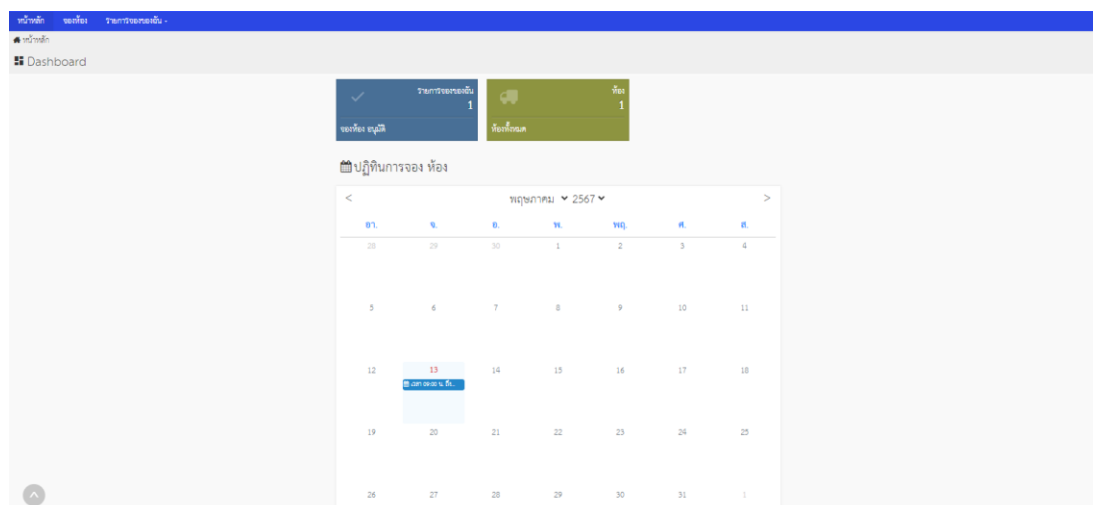 หน้าหลัก จองห้อง รายการจองของฉัน
หน้าหลัก
Dashboard
รายการจองของฉัน
1
จองห้อง อนุมัติ
ห้อง
1
ห้องทั้งหมด
ปฏิทินการจอง ห้อง
< พฤษภาคม 2567 >
อา. จ. อ. พ. พฤ. ศ. ส.
28 29 30 1 2 3 4
5 6 7 8 9 10 11
12 13 14 15 16 17 18
เวลา
19 20 21 22 23 24 25
26 27 28 29 30 31 1